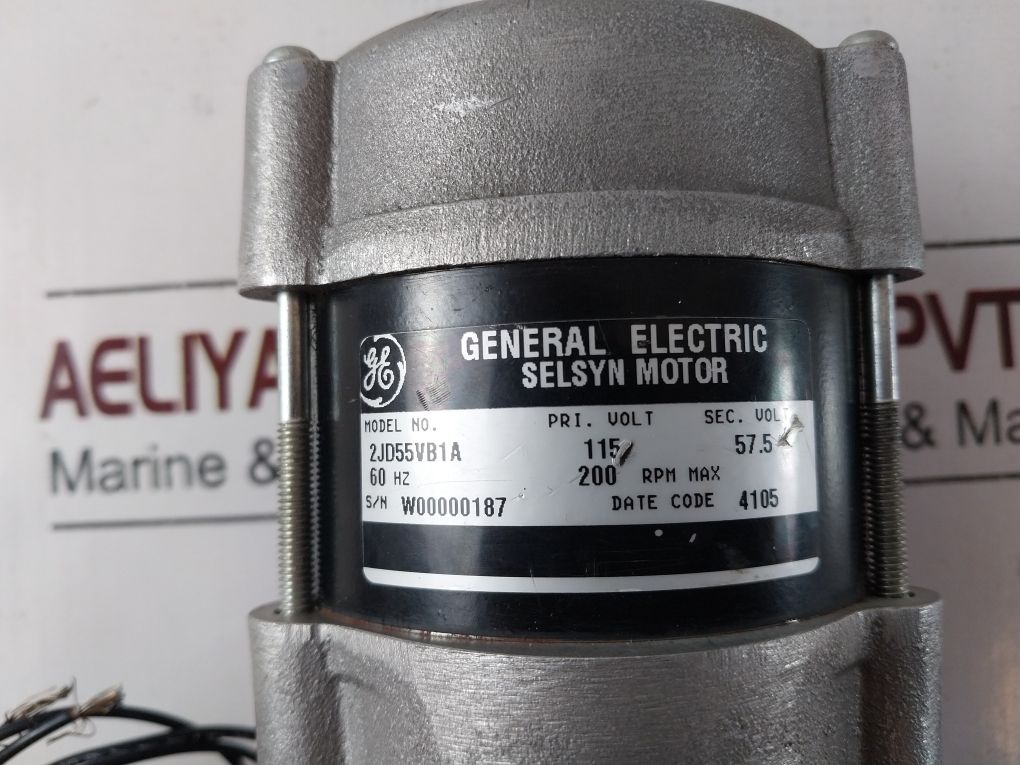 GENERAL ELECTRIC
SELSYN MOTOR
GE
MODEL NO. PRI. VOLT SEC. VOLT
2JD55VB1A 115 57.5
60 HZ 200 RPM MAX
S/N W00000187 DATE CODE 4105
AELIYA PVT
Marine & & Ma